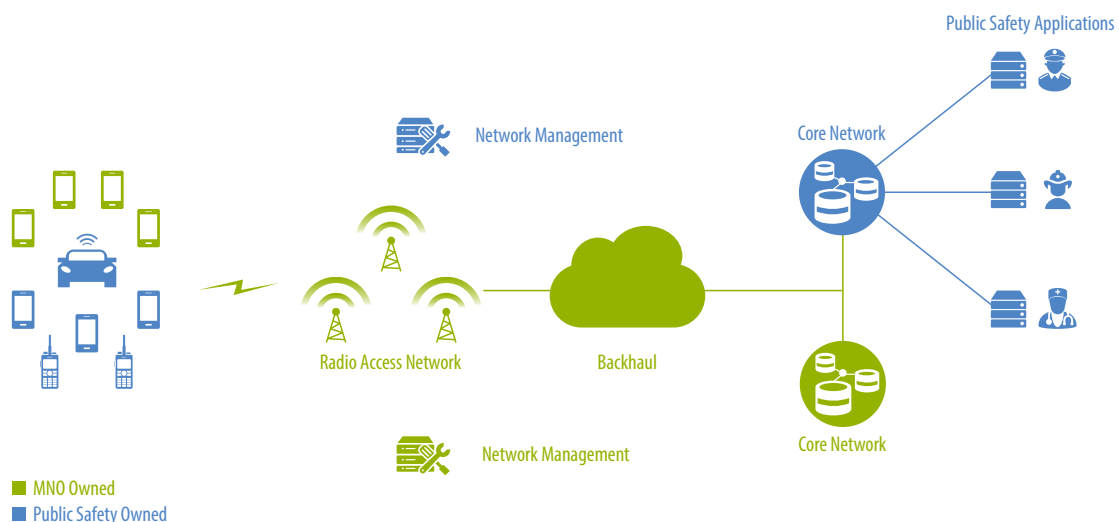 Public Safety Applications
Network Management
Core Network
Radio Access Network
Backhaul
Network Management
Core Network
MNO Owned
Public Safety Owned